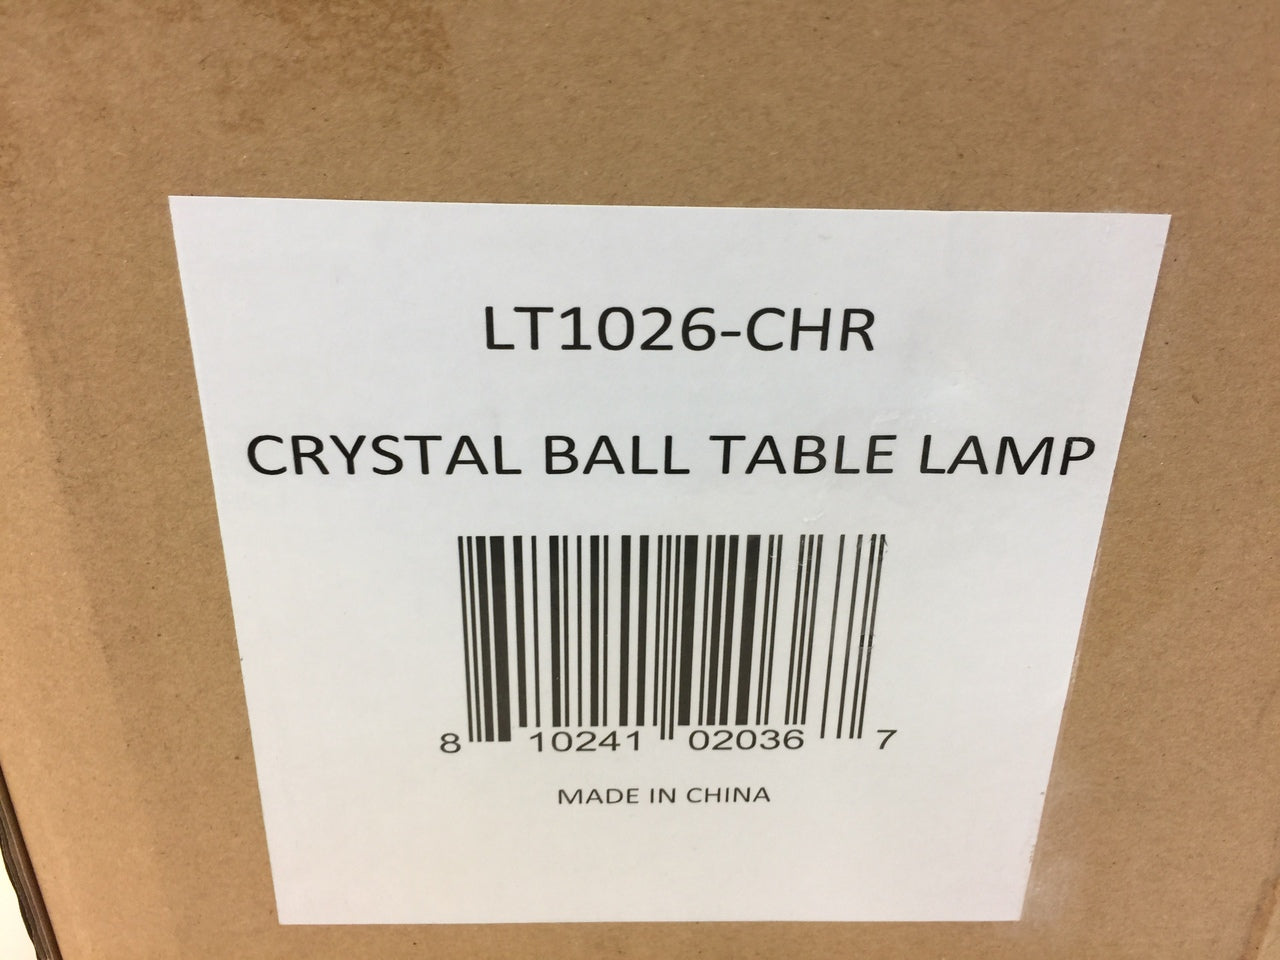 LT1026-CHR
CRYSTAL BALL TABLE LAMP
8 10241 02036 7
MADE IN CHINA